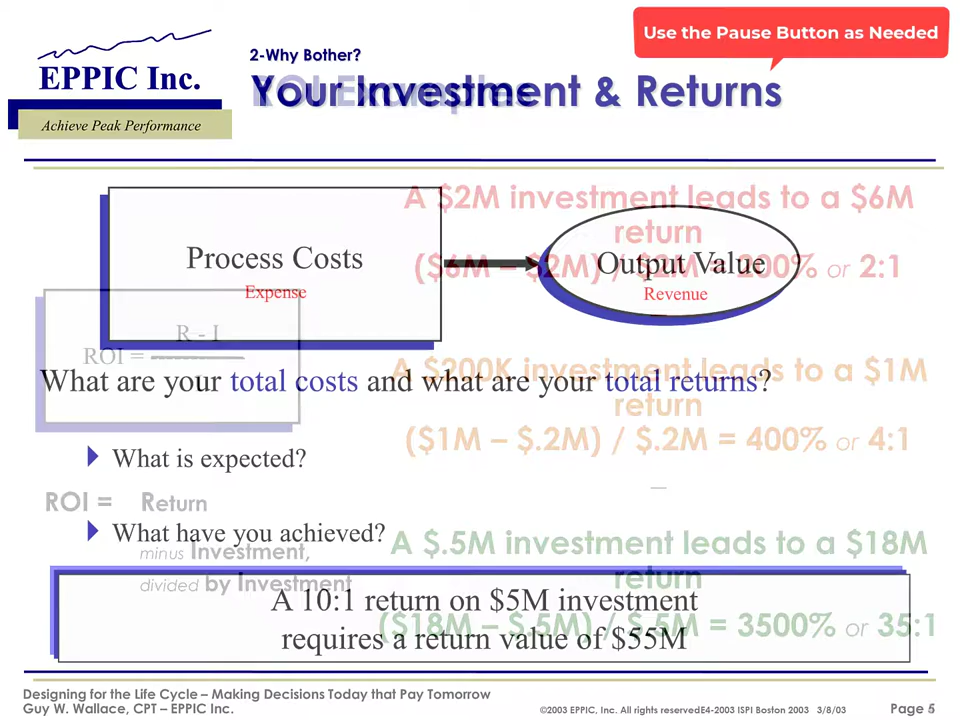 Use the Pause Button as Needed
2-Why Bother?
EPPIC Inc.
Achieve Peak Performance
Your Investment & Returns
ROI Examples
Process Costs
Expense
Output Value
Revenue
A $2M investment leads to a $6M
return
($6M – $2M) / $2M = 200% or 2:1
R - I
ROI =
I
What are your total costs and what are your total returns?
A $200K investment leads to a $1M
return
($1M – $.2M) / $.2M = 400% or 4:1
What is expected?
ROI = Return
minus Investment,
divided by Investment
What have you achieved?
A $.5M investment leads to a $18M
return
($18M – $.5M) / $.5M = 3500% or 35:1
A 10:1 return on $5M investment
requires a return value of $55M
Designing for the Life Cycle – Making Decisions Today that Pay Tomorrow
Guy W. Wallace, CPT – EPPIC Inc.
©2003 EPPIC, Inc. All rights reservedE4-2003 ISPI Boston 2003 3/8/03
Page 5